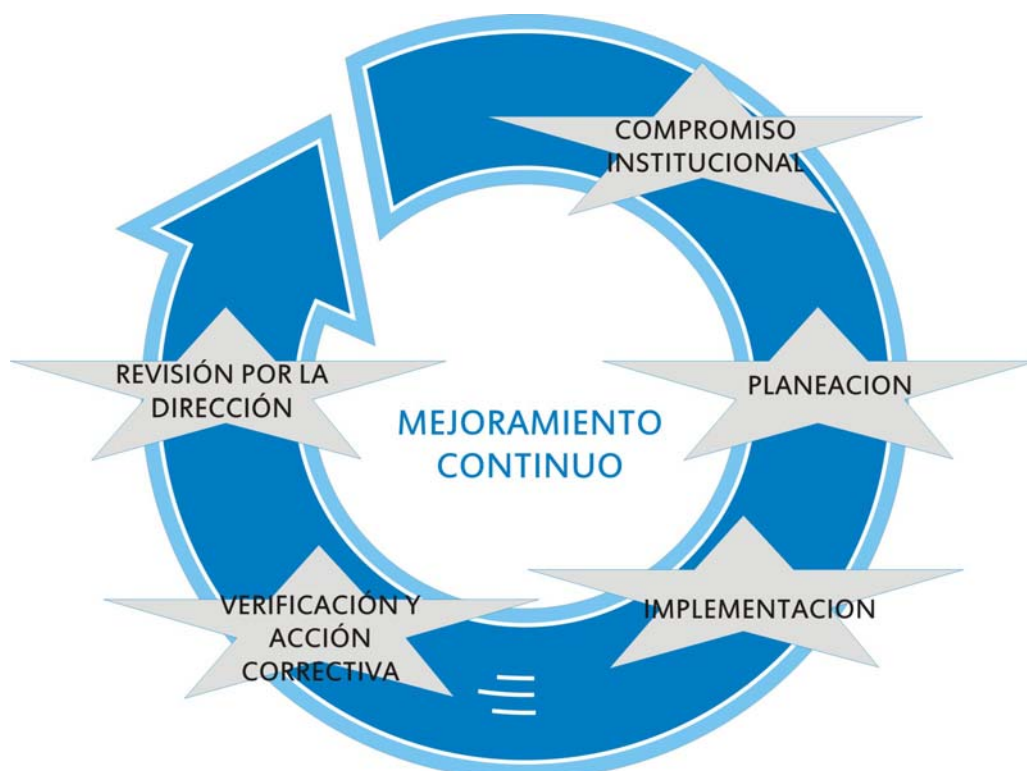 COMPROMISO
INSTITUCIONAL
PLANEACION
IMPLEMENTACION
VERIFICACIÓN Y
ACCIÓN
CORRECTIVA
REVISIÓN POR LA
DIRECCIÓN
MEJORAMIENTO
CONTINUO